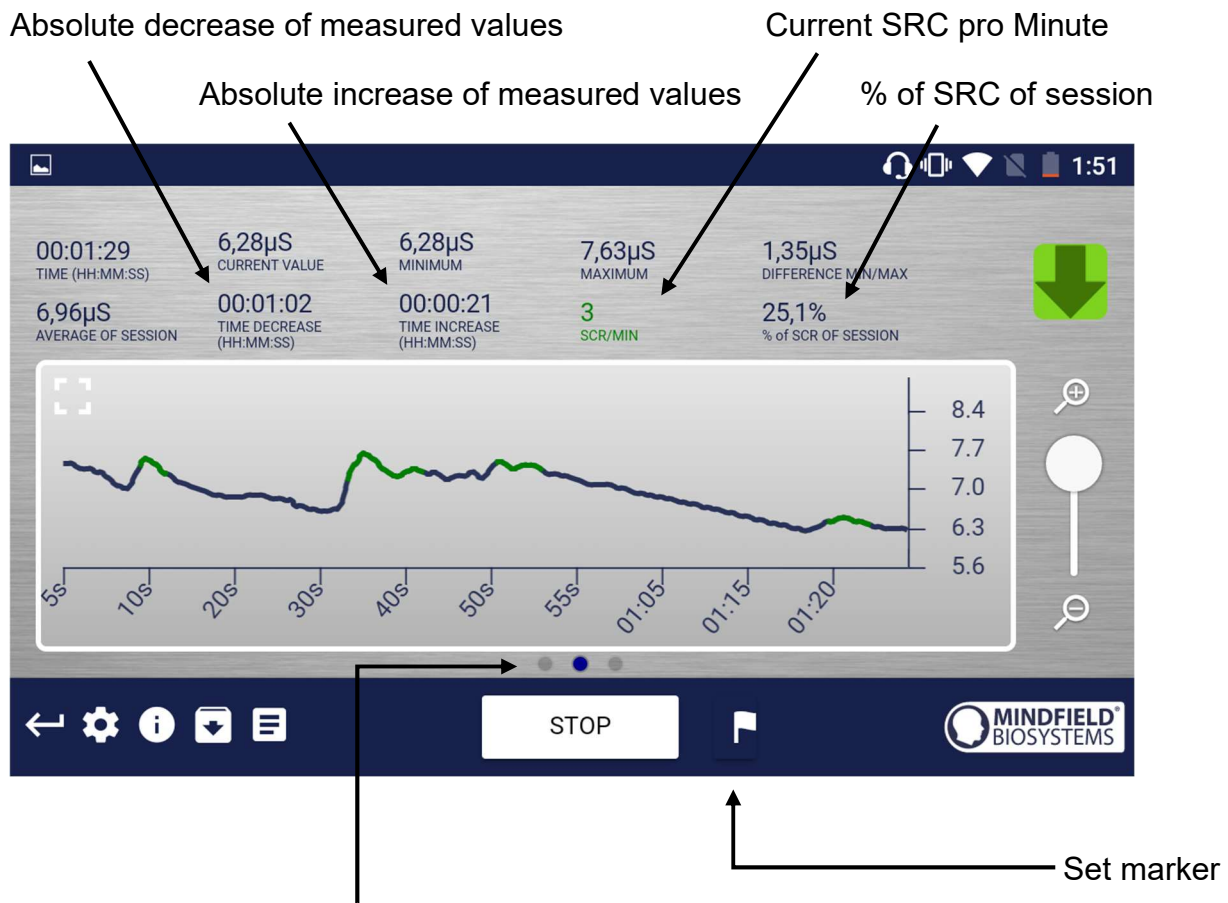 Absolute decrease of measured values
Current SRC pro Minute
Absolute increase of measured values
% of SRC of session
1:51
00:01:29
TIME (HH:MM:SS)
6,28µS
CURRENT VALUE
6,28µS
MINIMUM
7,63µS
MAXIMUM
1,35µS
DIFFERENCE MIN/MAX
6,96µS
AVERAGE OF SESSION
00:01:02
TIME DECREASE
(HH:MM:SS)
00:00:21
TIME INCREASE
(HH:MM:SS)
3
SCR/MIN
25,1%
% of SCR OF SESSION
8.4
7.7
7.0
6.3
5.6
5s
10s
20s
30s
40s
50s
55s
01:05
01:15
01:20
STOP
MINDFIELD®
BIOSYSTEMS
Set marker